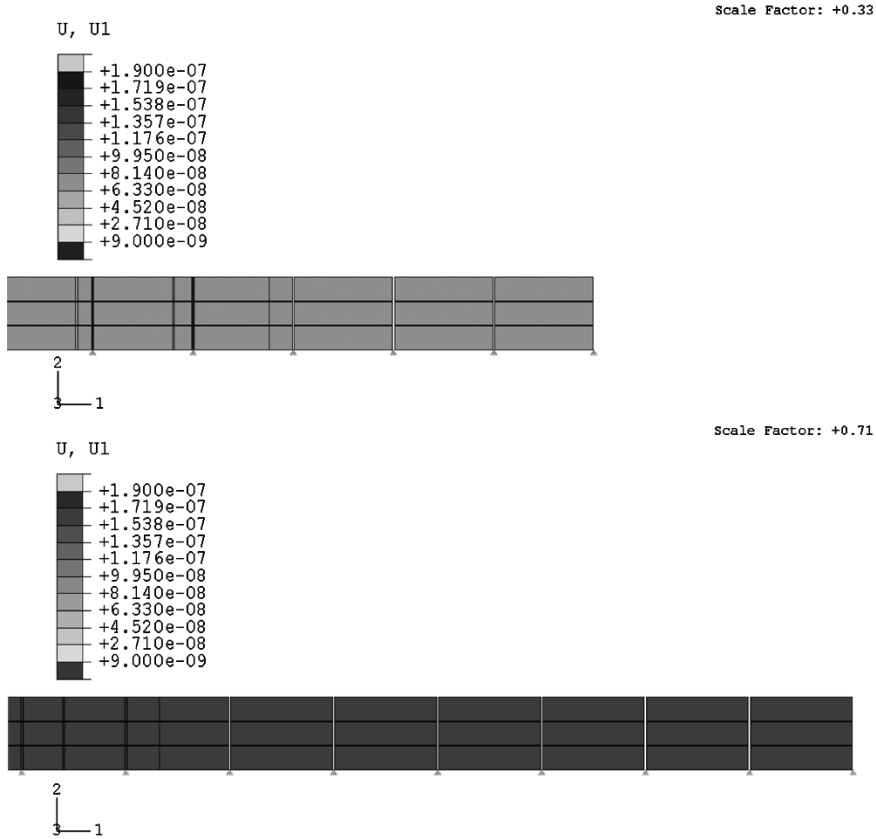 Scale Factor: +0.33
U, U1
+1.900e-07
+1.719e-07
+1.538e-07
+1.357e-07
+1.176e-07
+9.950e-08
+8.140e-08
+6.330e-08
+4.520e-08
+2.710e-08
+9.000e-09
2
3 1
Scale Factor: +0.71
U, U1
+1.900e-07
+1.719e-07
+1.538e-07
+1.357e-07
+1.176e-07
+9.950e-08
+8.140e-08
+6.330e-08
+4.520e-08
+2.710e-08
+9.000e-09
2
3 1